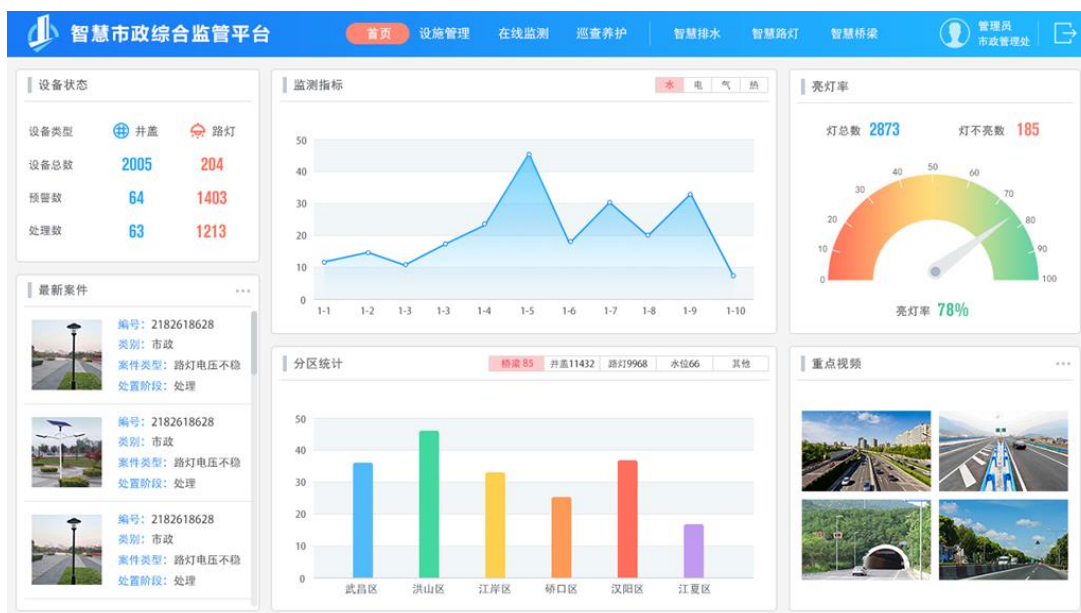 智慧市政综合监管平台
首页 设施管理 在线监测 巡查养护 智慧排水 智慧路灯 智慧桥梁
管理员
市政管理处
设备状态
设备类型 井盖 路灯
设备总数 2005 204
预警数 64 1403
处理数 63 1213
最新案件
编号：2182618628
类别：市政
案件类型：路灯电压不稳
处置阶段：处理
编号：2182618628
类别：市政
案件类型：路灯电压不稳
处置阶段：处理
编号：2182618628
类别：市政
案件类型：路灯电压不稳
处置阶段：处理
监测指标
水 电 气 热
50
40
30
20
10
0
1-1 1-2 1-3 1-3 1-4 1-5 1-6 1-7 1-8 1-9 1-10
分区统计
桥梁 85 井盖11432 路灯9968 水位66 其他
50
40
30
20
10
0
武昌区 洪山区 江岸区 硚口区 汉阳区 江夏区
亮灯率
灯总数 2873 灯不亮数 185
0 10 20 30 40 50 60 70 80 90 100
亮灯率 78%
重点视频